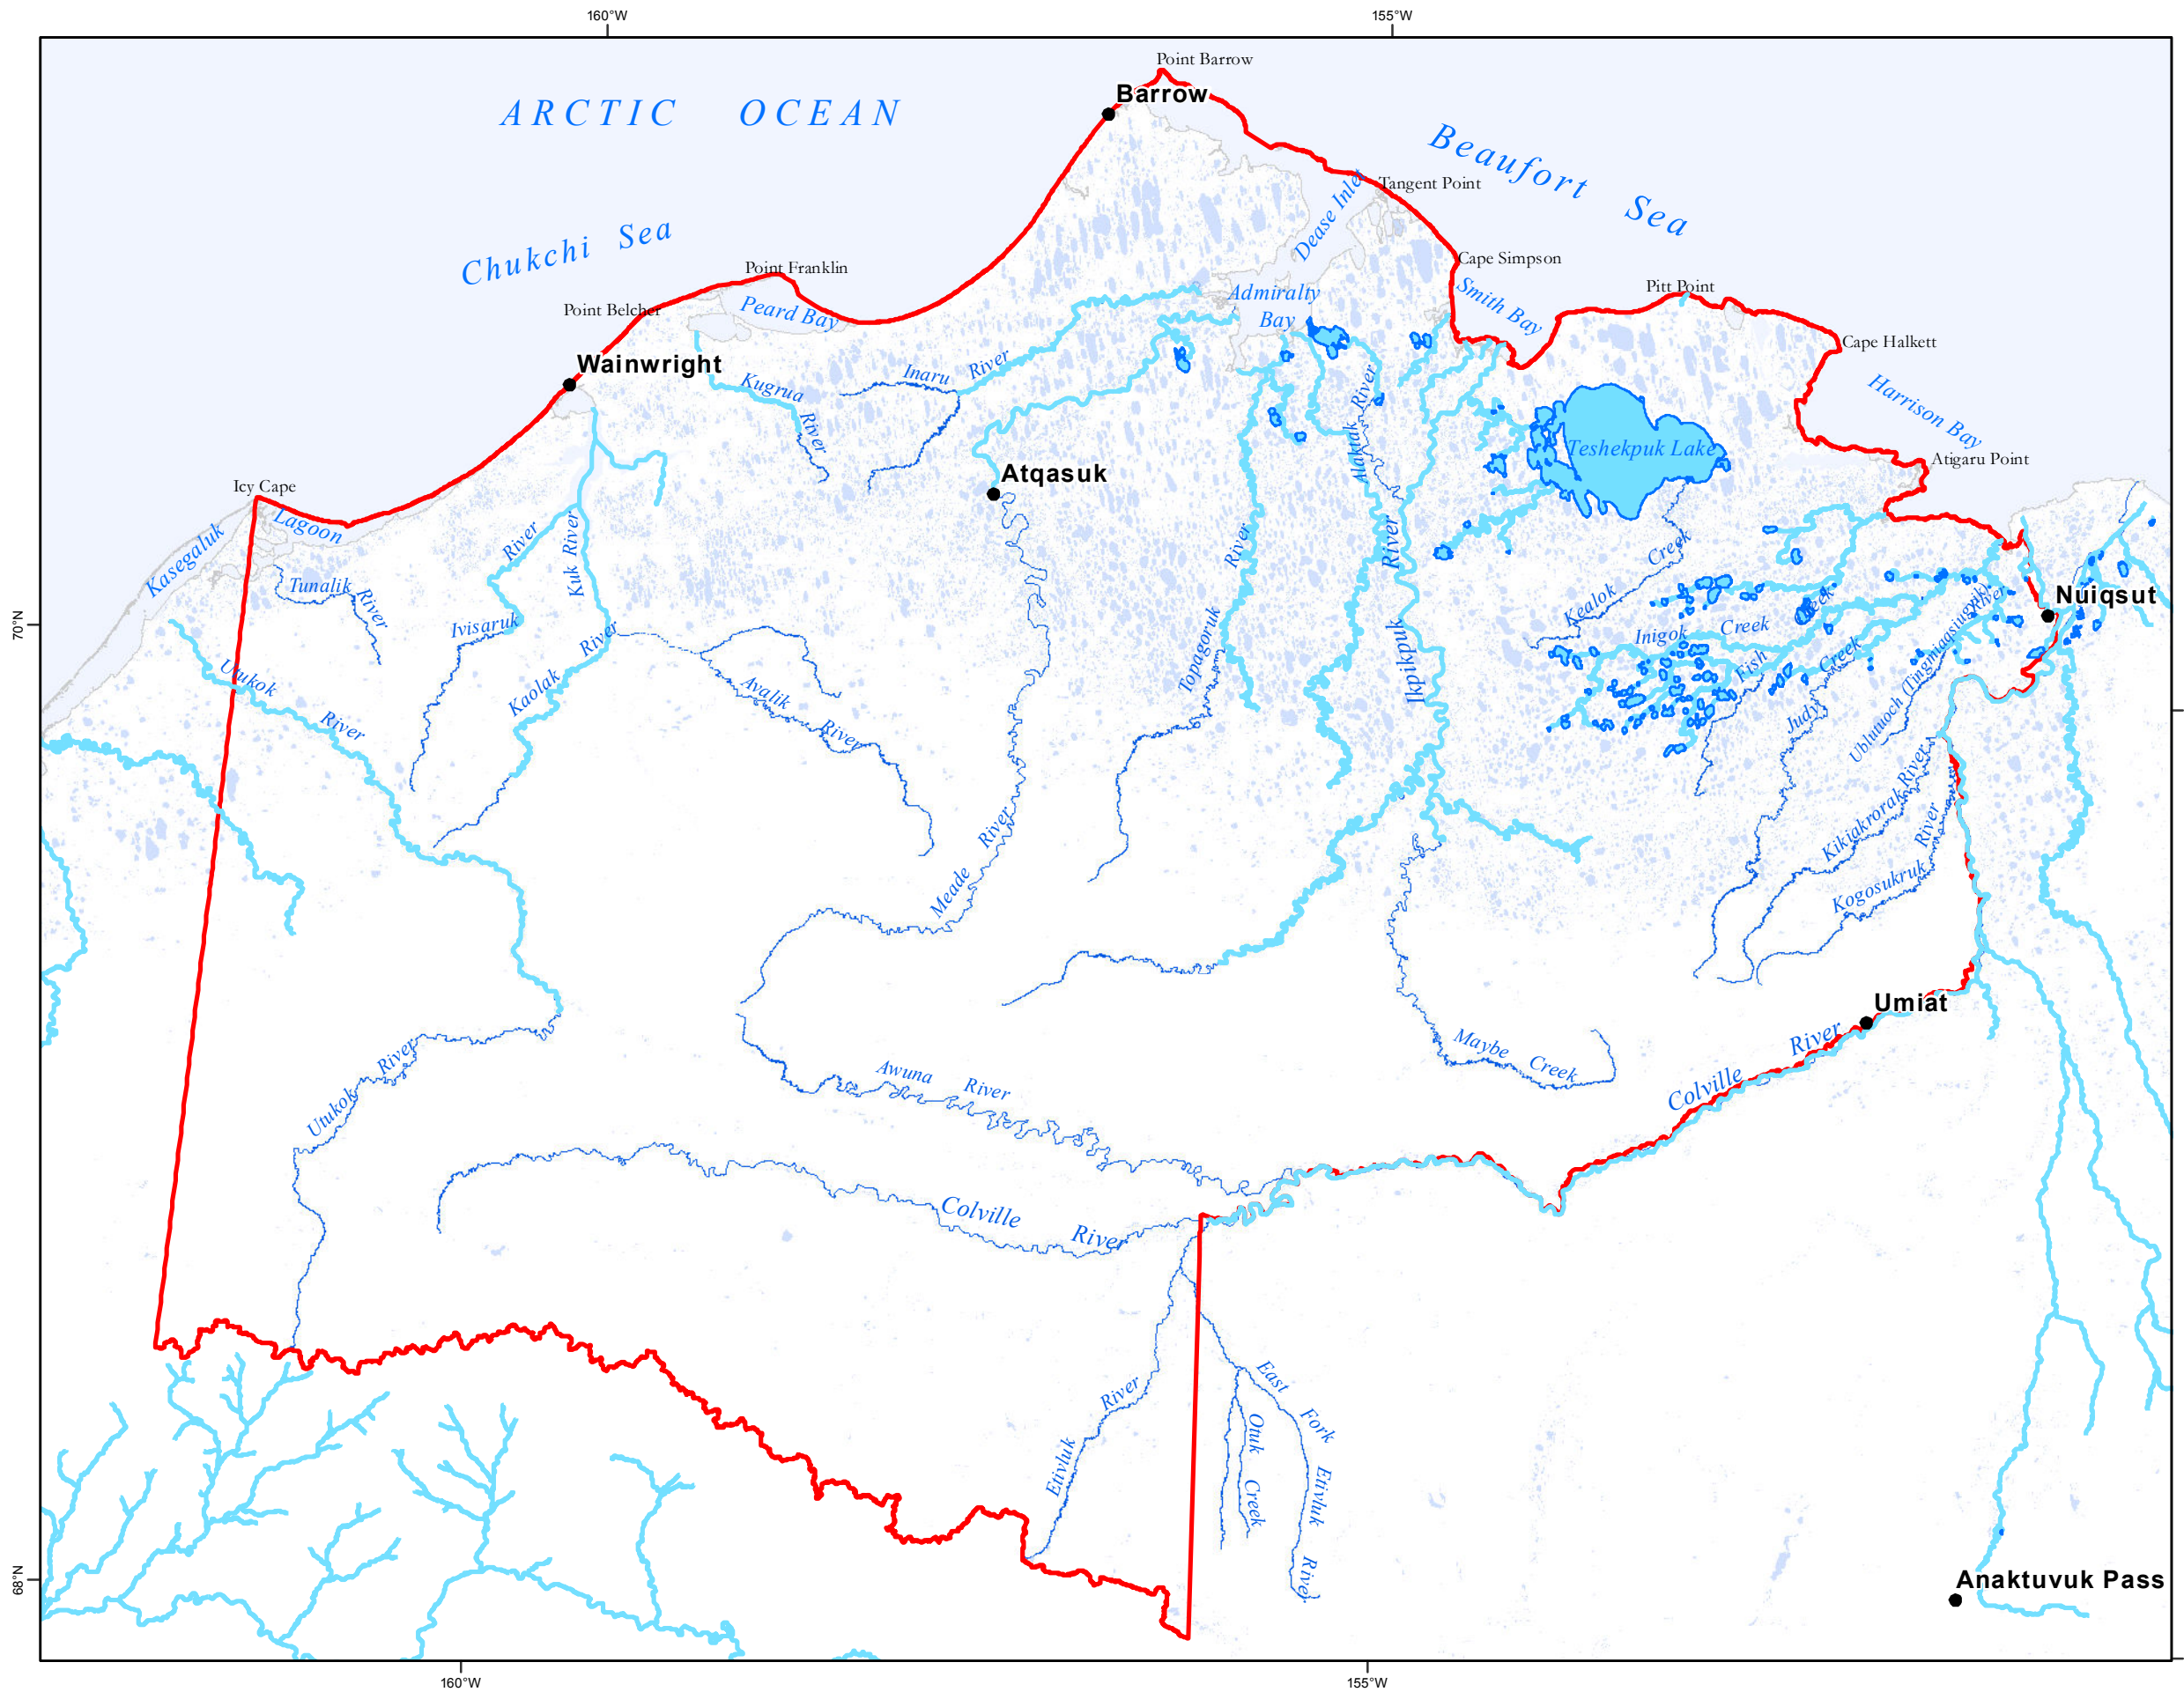 160°W
155°W
Point Barrow
Barrow
ARCTIC OCEAN
Beaufort Sea
Dease Inlet
Tangent Point
Chukchi Sea
Cape Simpson
Point Franklin
Smith Bay
Pitt Point
Admiralty
Bay
Point Belcher
Peard Bay
Cape Halkett
Wainwright
Inaru River
Kugrua
River
Alaktak River
Harrison Bay
Teshekpuk Lake
Atigaru Point
Atqasuk
Icy Cape
Kasegaluk
Lagoon
River
Kuk River
River
River
Kealok
Creek
Tunalik
River
Nuiqsut
70°N
Ivisaruk
River
Kaolak
Inigok Creek
Creek
Fish
Creek
Judy
Ublutuoch (Tingmiaqsiugvik)
River
Topagoruk
Ikpikpuk
Utukok
River
Avalik
River
Kikiakrorak River
River
Kogosukruk
Meade
River
Umiat
Utukok
River
Awuna River
Maybe Creek
Colville River
Colville River
East
Fork
Etivluk
River
Otuk
Creek
Etivluk
River
68°N
Anaktuvuk Pass
160°W
155°W